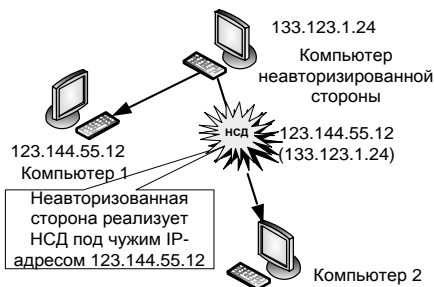 133.123.1.24
Компьютер
неавторизированной
стороны
НСД
123.144.55.12
(133.123.1.24)
123.144.55.12
Компьютер 1
Неавторизованная
сторона реализует
НСД под чужим IP-
адресом 123.144.55.12
Компьютер 2